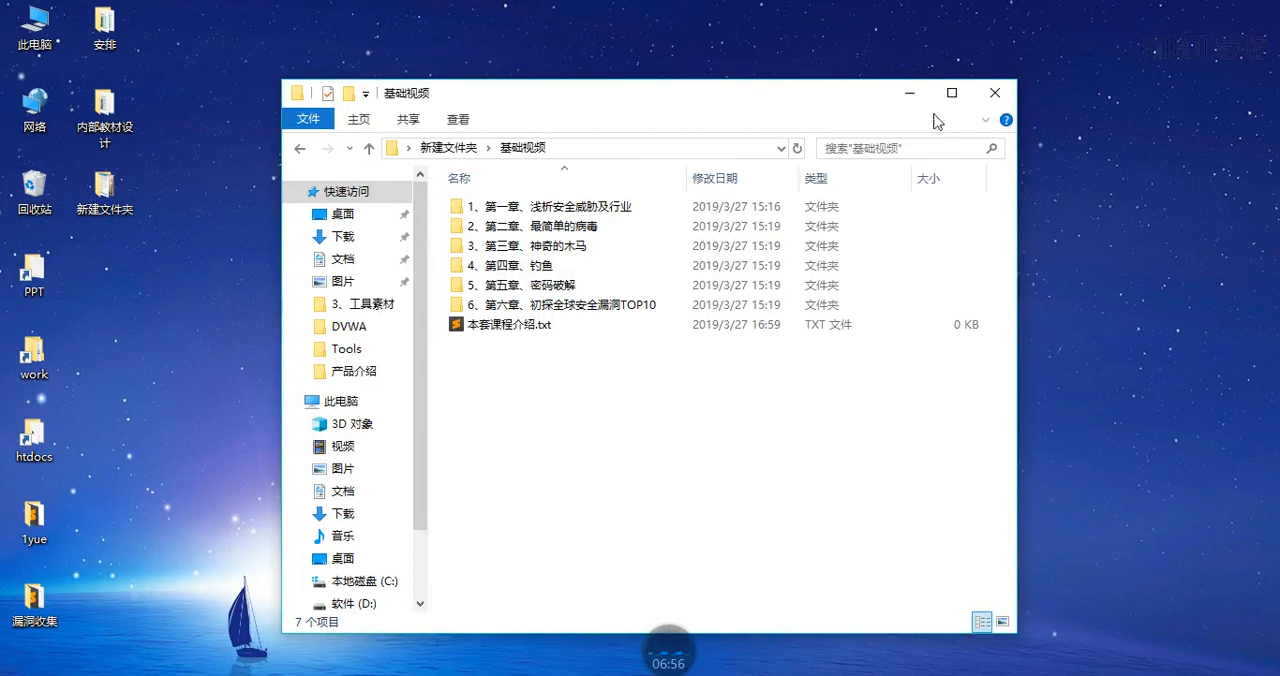 此电脑
安排
网络
内部教材设计
回收站
新建文件夹
PPT
work
htdocs
1yue
漏洞收集
基础视频
文件 主页 共享 查看
新建文件夹 基础视频
搜索"基础视频"
名称 修改日期 类型 大小
1、第一章、浅析安全威胁及行业 2019/3/27 15:16 文件夹
2、第二章、最简单的病毒 2019/3/27 15:19 文件夹
3、第三章、神奇的木马 2019/3/27 15:19 文件夹
4、第四章、钓鱼 2019/3/27 15:19 文件夹
5、第五章、密码破解 2019/3/27 15:19 文件夹
6、第六章、初探全球安全漏洞TOP10 2019/3/27 15:19 文件夹
本套课程介绍.txt 2019/3/27 16:59 TXT 文件 0 KB
快速访问
桌面
下载
文档
图片
3、工具素材
DVWA
Tools
产品介绍
此电脑
3D 对象
视频
图片
文档
下载
音乐
桌面
本地磁盘 (C:)
软件 (D:)
7 个项目
06:56